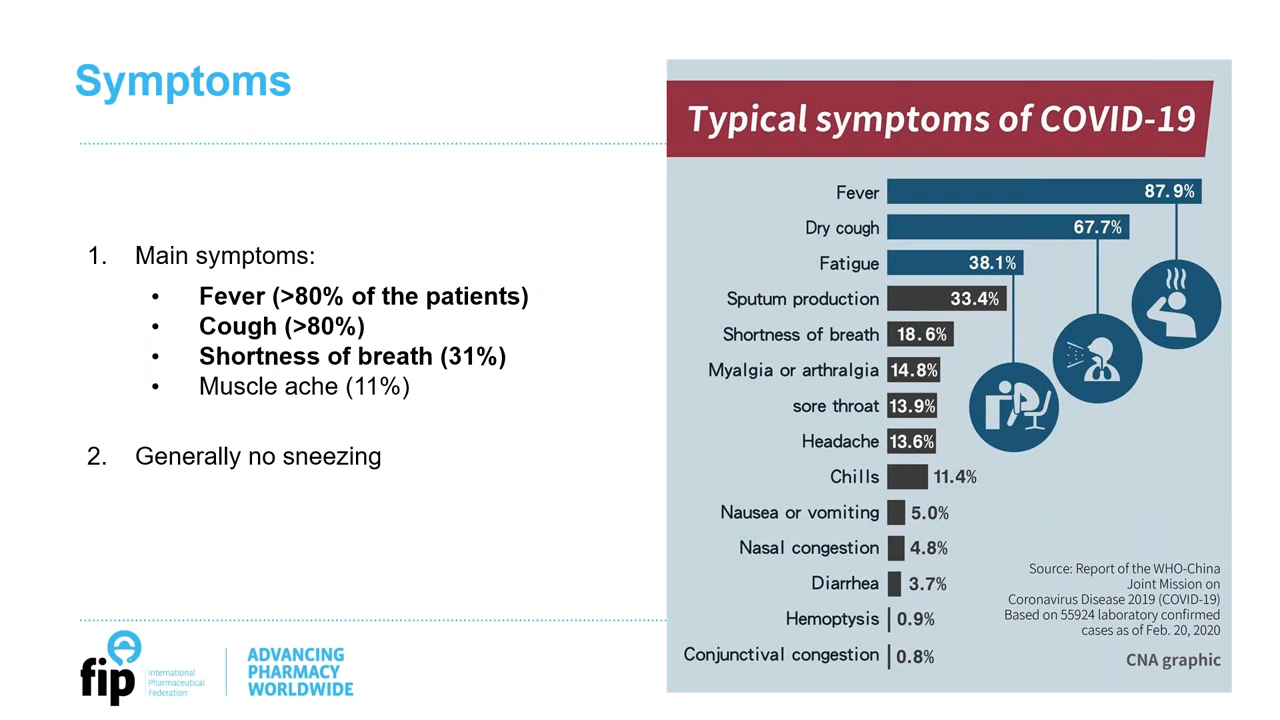 Symptoms
1. Main symptoms:
• Fever (>80% of the patients)
• Cough (>80%)
• Shortness of breath (31%)
• Muscle ache (11%)
2. Generally no sneezing
fip
International
Pharmaceutical
Federation
ADVANCING
PHARMACY
WORLDWIDE
Typical symptoms of COVID-19
Fever 87.9%
Dry cough 67.7%
Fatigue 38.1%
Sputum production 33.4%
Shortness of breath 18.6%
Myalgia or arthralgia 14.8%
sore throat 13.9%
Headache 13.6%
Chills 11.4%
Nausea or vomiting 5.0%
Nasal congestion 4.8%
Diarrhea 3.7%
Hemoptysis 0.9%
Conjunctival congestion 0.8%
Source: Report of the WHO-China
Joint Mission on
Coronavirus Disease 2019 (COVID-19)
Based on 55924 laboratory confirmed
cases as of Feb. 20, 2020
CNA graphic